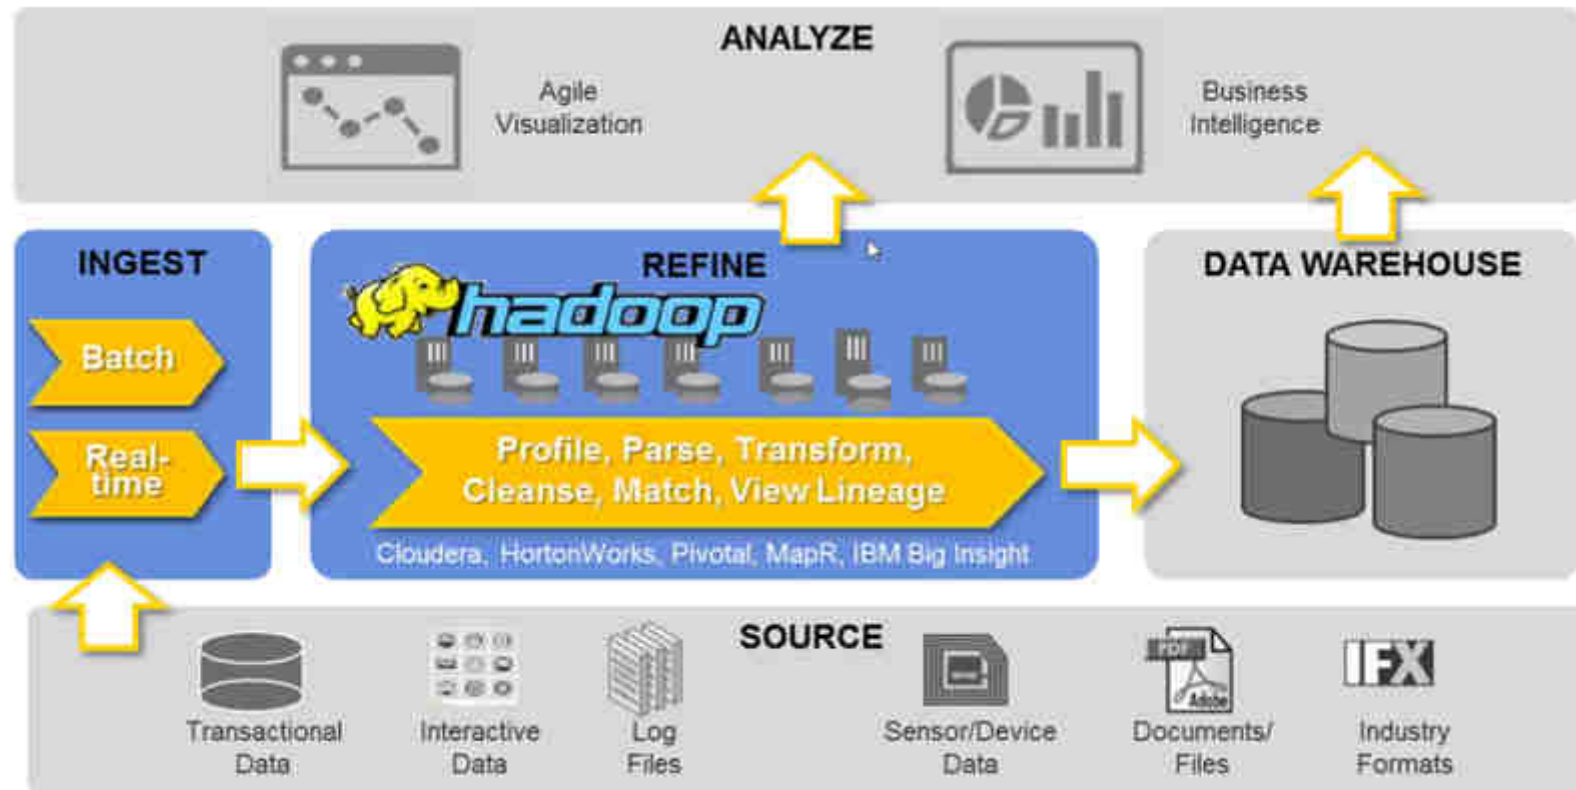 ANALYZE
Agile
Visualization
Business
Intelligence
INGEST
Batch
Real-
time
REFINE
hadoop
Profile, Parse, Transform,
Cleanse, Match, View Lineage
Cloudera, HortonWorks, Pivotal, MapR, IBM Big Insight
DATA WAREHOUSE
SOURCE
Transactional
Data
Interactive
Data
Log
Files
Sensor/Device
Data
PDF
Adobe
Documents/
Files
IFX
Industry
Formats